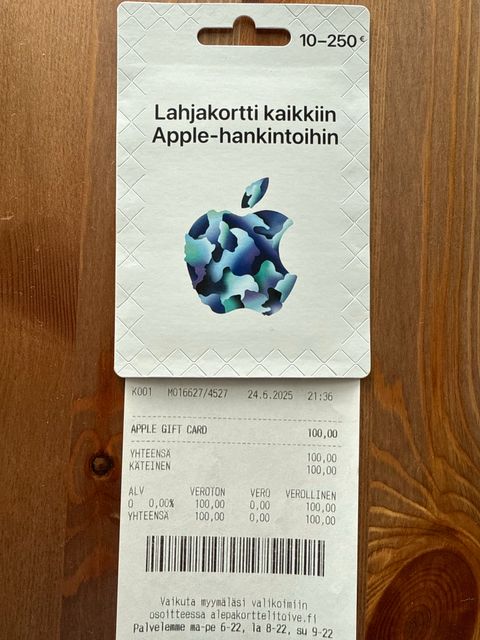 10–250€
Lahjakortti kaikkiin
Apple-hankintoihin
K001 M016627/4527 24.6.2025 21:36
APPLE GIFT CARD 100,00
YHTEENSÄ 100,00
KÄTEINEN 100,00
ALV VEROTON VERO VEROLLINEN
0 0,00% 100,00 0,00 100,00
YHTEENSÄ 100,00 0,00 100,00
Vaikuta myymäläsi valikoimiin
osoitteessa alepakorttelitoive.fi
Palvelemme ma-pe 6-22, la 8-22, su 9-22